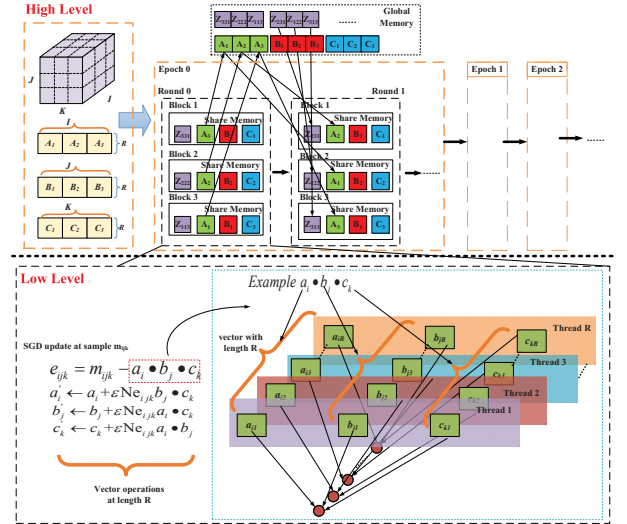 High Level
J
K
I
I
A1 A2 A3
R
J
B1 B2 B3
R
K
C1 C2 C3
R
Z331 Z222 Z113
Z231 Z122 Z313
......
Global
Memory
A1 A2 A3 B1 B2 B3 C1 C2 C3
Epoch 0
Round 0
Block 1
Share Memory
Z331 A3 C1
Block 2
Share Memory
Z222 A2 B2 C2
Block 3
Share Memory
Z113 A1 B1 C3
Round 1
Block 1
Share Memory
Z231 A2 C1
Block 2
Share Memory
Z122 A1 B2 C2
Block 3
Share Memory
Z313 A3 B1 C3
......
Epoch 1
Epoch 2
......
Low Level
Example ai • bj • ck
vector with
length R
SGD update at sample mijk
eijk = mijk − ai • bj • ck
a'i ← ai + εNeijk bj • ck
b'j ← bj + εNeijk ai • ck
c'k ← ck + εNeijk ai • bj
Vector operations
at length R
aiR bjR ckR
Thread R
ai3 bj3 ck3
Thread 3
ai2 bj2 ck2
Thread 2
ai1 bj1 ck1
Thread 1